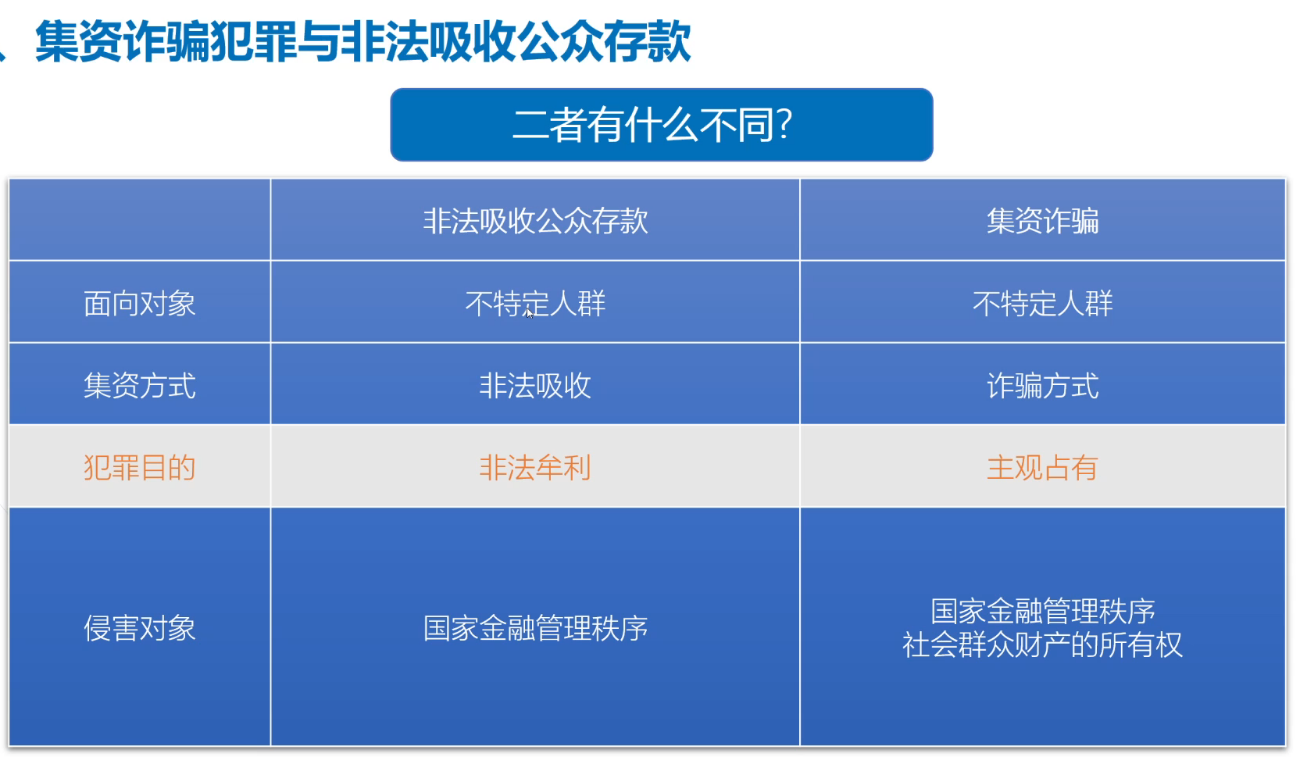 、集资诈骗犯罪与非法吸收公众存款
二者有什么不同?
非法吸收公众存款 集资诈骗
面向对象 不特定人群 不特定人群
集资方式 非法吸收 诈骗方式
犯罪目的 非法牟利 主观占有
侵害对象 国家金融管理秩序 国家金融管理秩序
社会群众财产的所有权